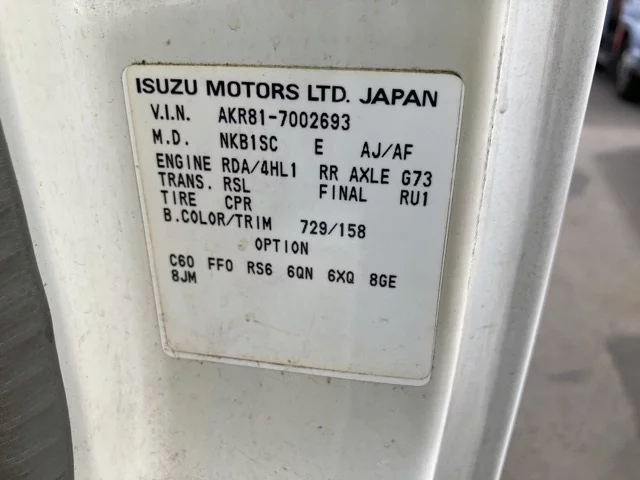 ISUZU MOTORS LTD. JAPAN
V.I.N. AKR81-7002693
M.D. NKB1SC E AJ/AF
ENGINE RDA/4HL1 RR AXLE G73
TRANS. RSL FINAL RU1
TIRE CPR
B.COLOR/TRIM 729/158
OPTION
C60 FFO RS6 6QN 6XQ 8GE
8JM